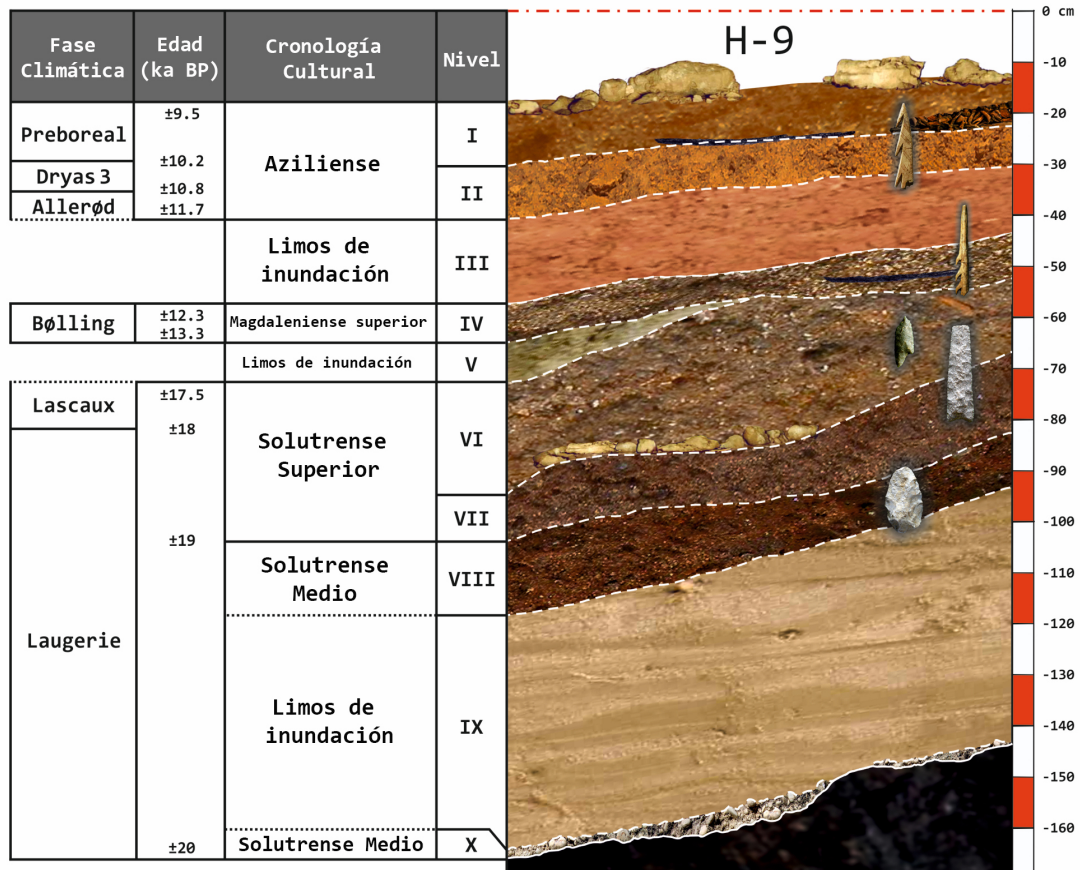 Fase
Climática
Edad
(ka BP)
Cronología
Cultural
Nivel
H-9
0 cm
-10
-20
-30
-40
-50
-60
-70
-80
-90
-100
-110
-120
-130
-140
-150
-160
Preboreal
Dryas 3
Allerød
Bølling
Lascaux
Laugerie
±9.5
±10.2
±10.8
±11.7
±12.3
±13.3
±17.5
±18
±19
±20
Aziliense
Limos de
inundación
Magdaleniense superior
Limos de inundación
Solutrense
Superior
Solutrense
Medio
Limos de
inundación
Solutrense Medio
I
II
III
IV
V
VI
VII
VIII
IX
X